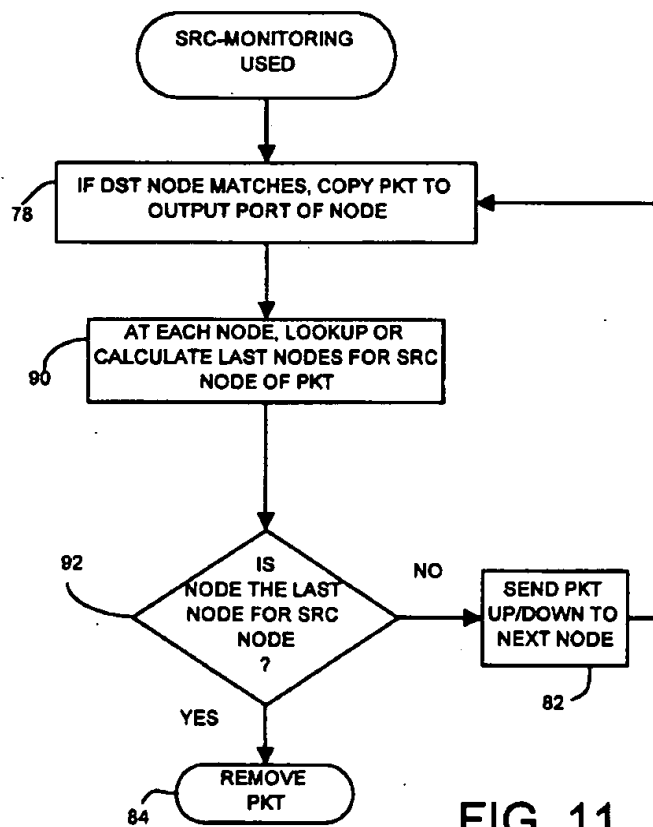 SRC-MONITORING
USED
IF DST NODE MATCHES, COPY PKT TO
OUTPUT PORT OF NODE
78
AT EACH NODE, LOOKUP OR
CALCULATE LAST NODES FOR SRC
NODE OF PKT
90
92
IS
NODE THE LAST
NODE FOR SRC
NODE
?
NO
SEND PKT
UP/DOWN TO
NEXT NODE
82
YES
REMOVE
PKT
84
FIG. 11